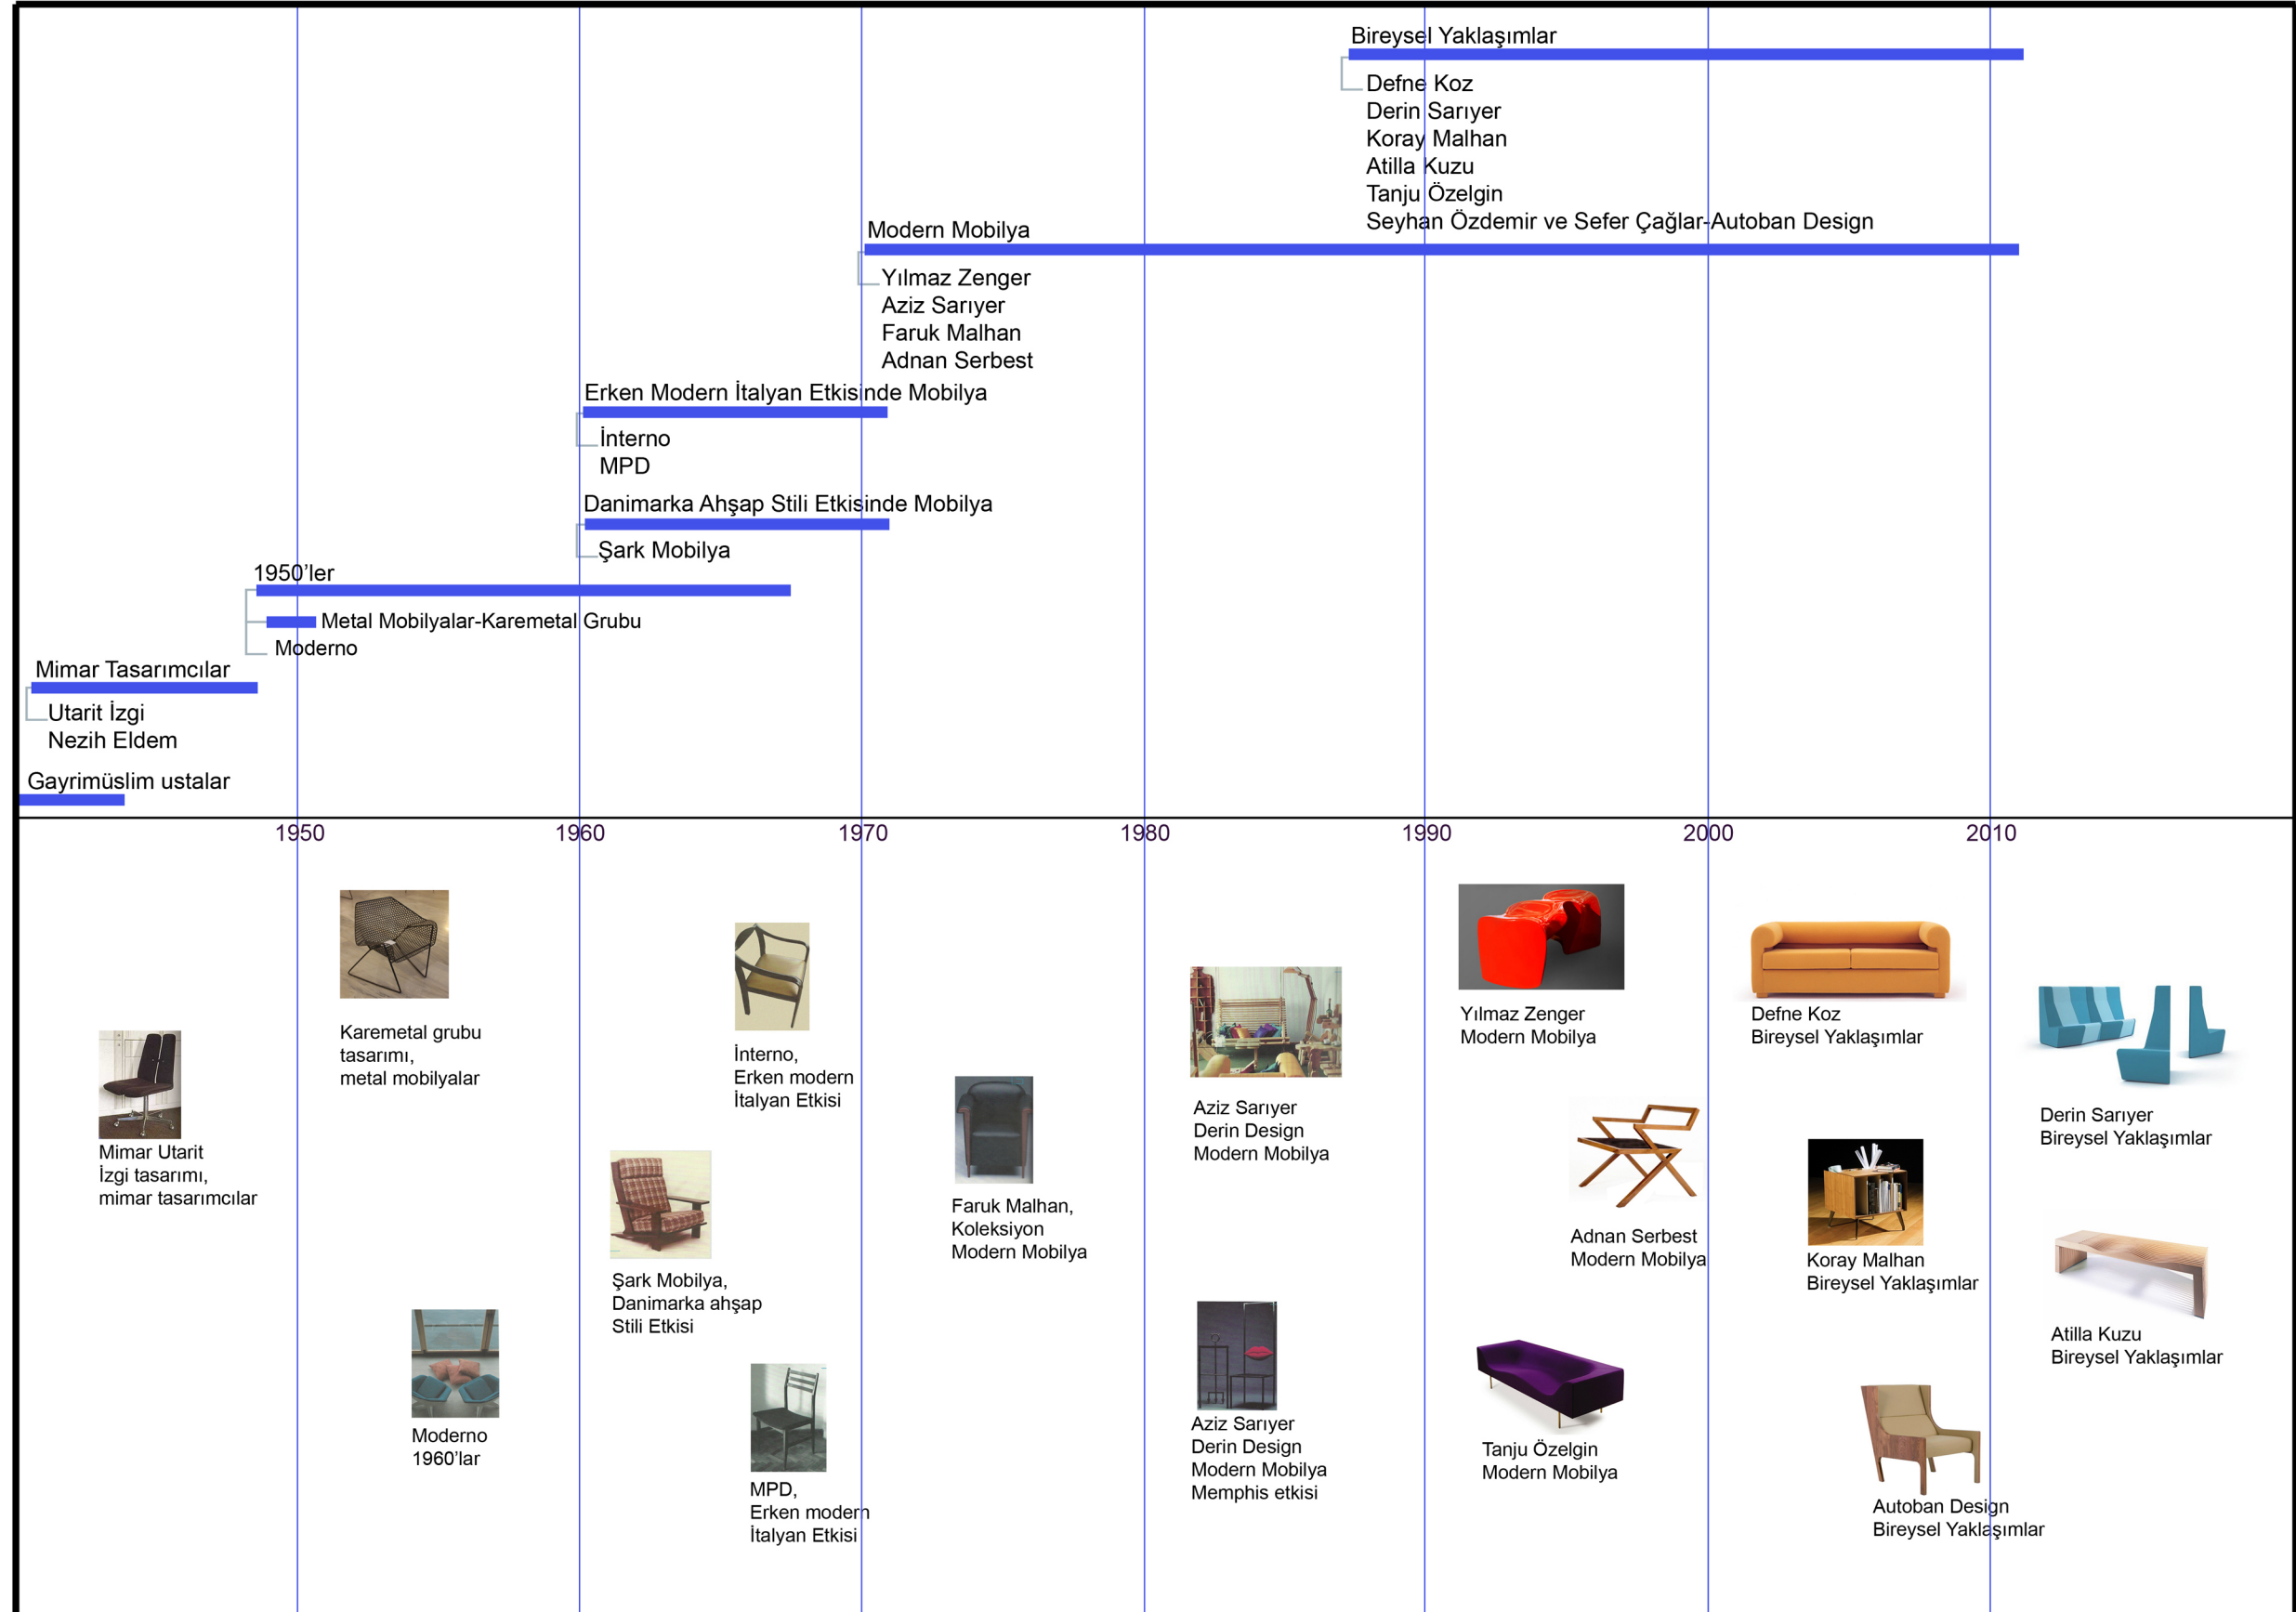 Bireysel Yaklaşımlar
Defne Koz
Derin Sarıyer
Koray Malhan
Atilla Kuzu
Tanju Özelgin
Seyhan Özdemir ve Sefer Çağlar-Autoban Design
Modern Mobilya
Yılmaz Zenger
Aziz Sarıyer
Faruk Malhan
Adnan Serbest
Erken Modern İtalyan Etkisinde Mobilya
İnterno
MPD
Danimarka Ahşap Stili Etkisinde Mobilya
Şark Mobilya
1950’ler
Metal Mobilyalar-Karemetal Grubu
Moderno
Mimar Tasarımcılar
Utarit İzgi
Nezih Eldem
Gayrimüslim ustalar
1950 1960 1970 1980 1990 2000 2010
Mimar Utarit
İzgi tasarımı,
mimar tasarımcılar
Karemetal grubu
tasarımı,
metal mobilyalar
Moderno
1960’lar
İnterno,
Erken modern
İtalyan Etkisi
Şark Mobilya,
Danimarka ahşap
Stili Etkisi
MPD,
Erken modern
İtalyan Etkisi
Faruk Malhan,
Koleksiyon
Modern Mobilya
Aziz Sarıyer
Derin Design
Modern Mobilya
Aziz Sarıyer
Derin Design
Modern Mobilya
Memphis etkisi
Yılmaz Zenger
Modern Mobilya
Adnan Serbest
Modern Mobilya
Tanju Özelgin
Modern Mobilya
Defne Koz
Bireysel Yaklaşımlar
Koray Malhan
Bireysel Yaklaşımlar
Autoban Design
Bireysel Yaklaşımlar
Derin Sarıyer
Bireysel Yaklaşımlar
Atilla Kuzu
Bireysel Yaklaşımlar